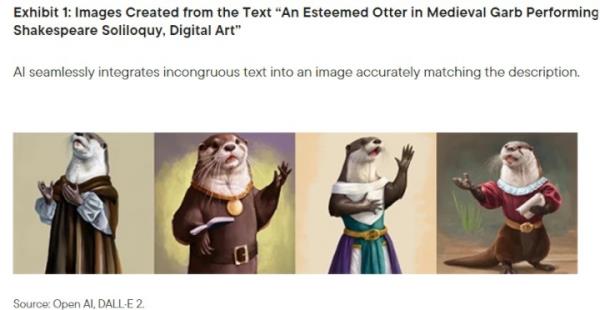 Exhibit 1: Images Created from the Text “An Esteemed Otter in Medieval Garb Performing
Shakespeare Soliloquy, Digital Art”
AI seamlessly integrates incongruous text into an image accurately matching the description.
Source: Open AI, DALL-E 2.